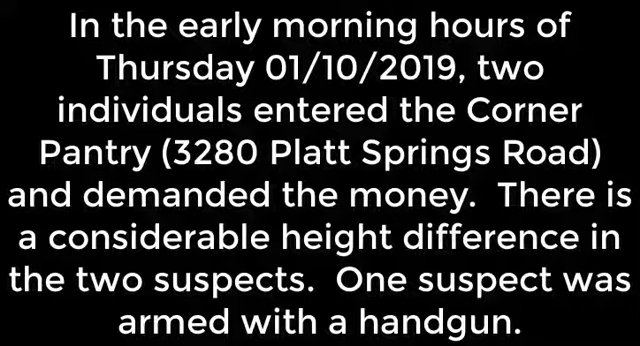 In the early morning hours of
Thursday 01/10/2019, two
individuals entered the Corner
Pantry (3280 Platt Springs Road)
and demanded the money.  There is
a considerable height difference in
the two suspects.  One suspect was
armed with a handgun.